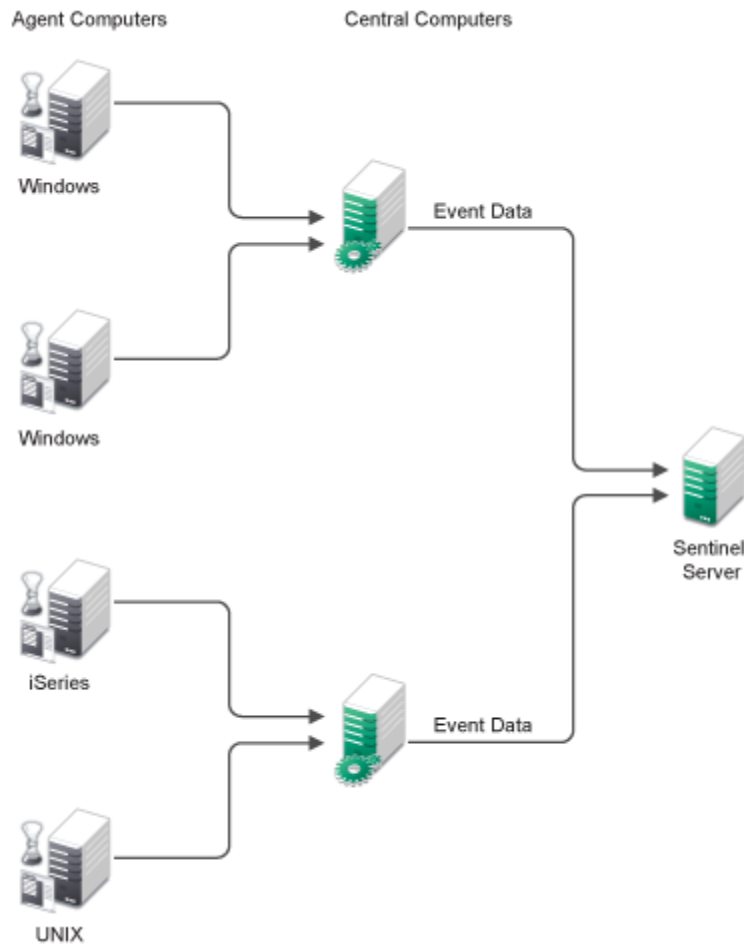 Agent Computers
Central Computers
Windows
Event Data
Windows
Sentinel
Server
iSeries
Event Data
UNIX